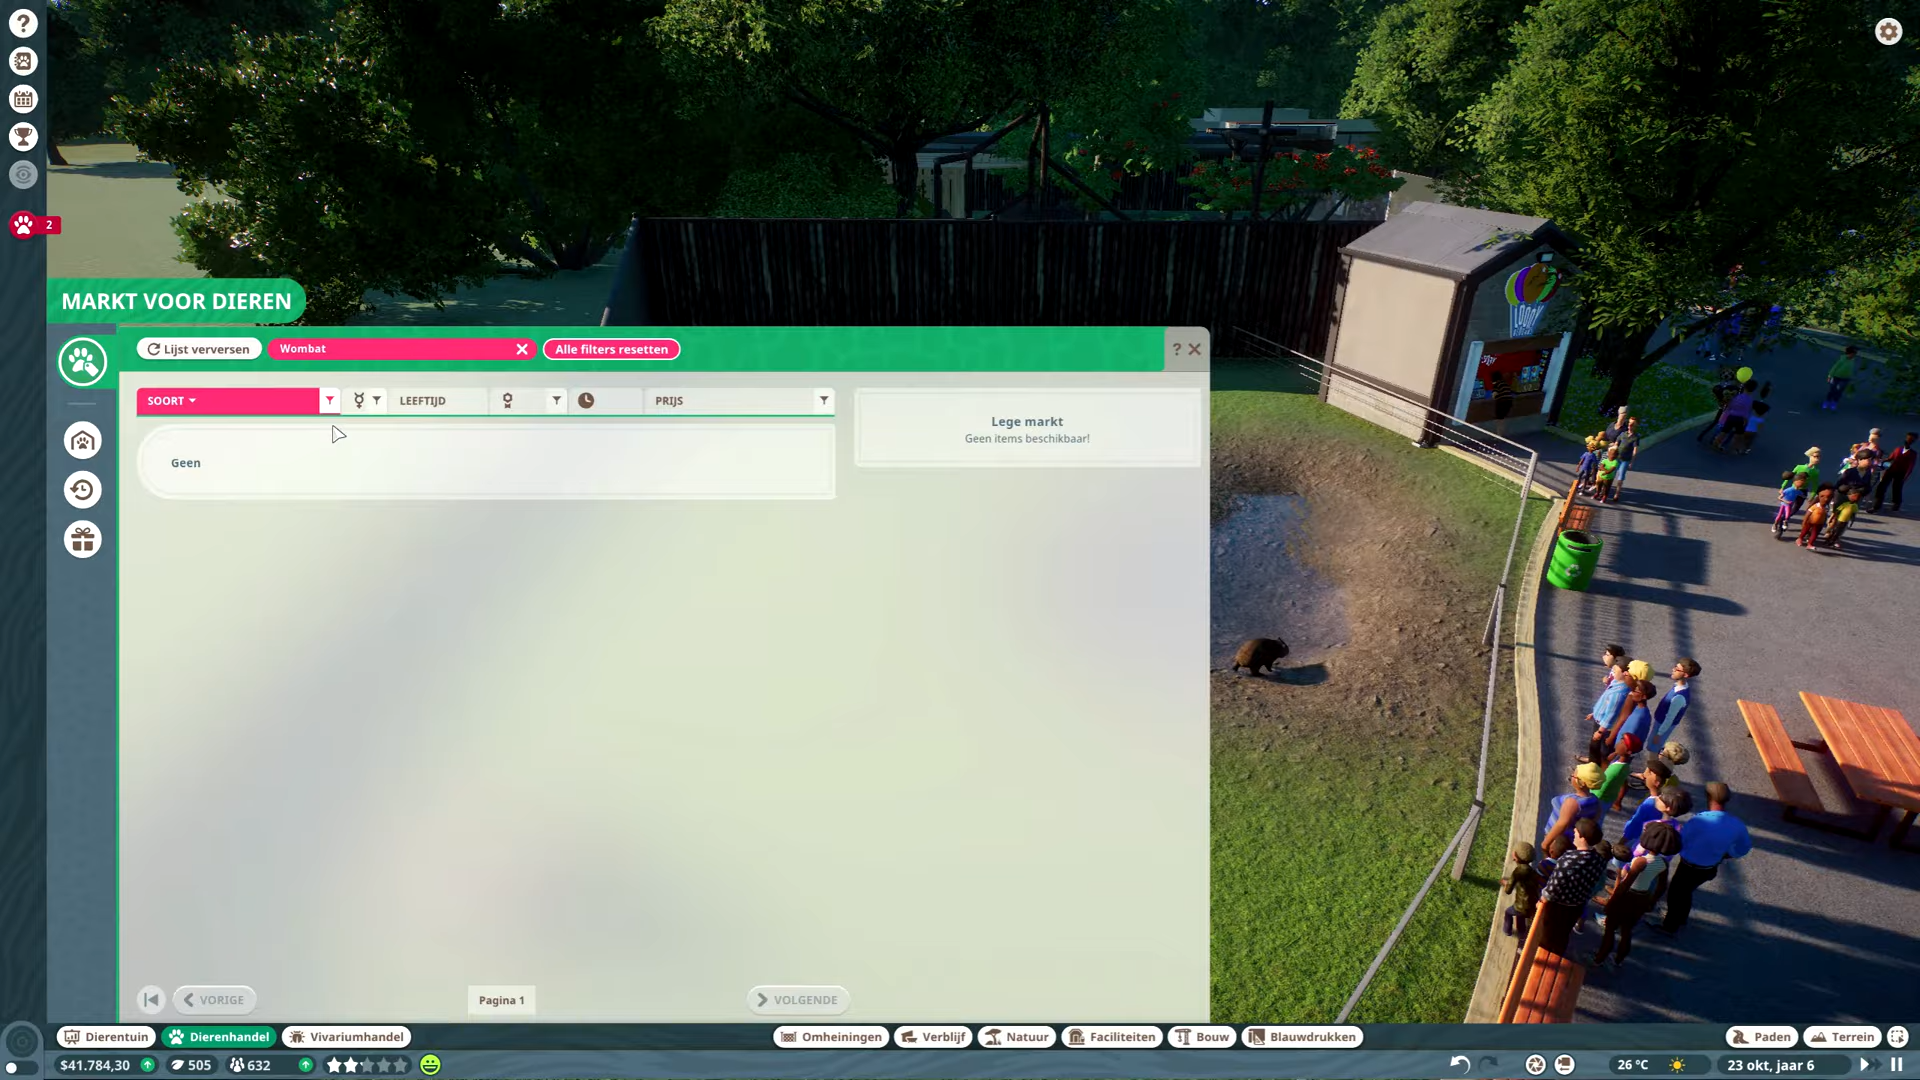 2
MARKT VOOR DIEREN
Lijst verversen
Wombat
Alle filters resetten
?
SOORT
LEEFTIJD
PRIJS
Geen
Lege markt
Geen items beschikbaar!
VORIGE
Pagina 1
VOLGENDE
Dierentuin
Dierenhandel
Vivariumhandel
Omheiningen
Verblijf
Natuur
Faciliteiten
Bouw
Blauwdrukken
Paden
Terrein
$41.784,30
505
632
26 °C
23 okt, jaar 6